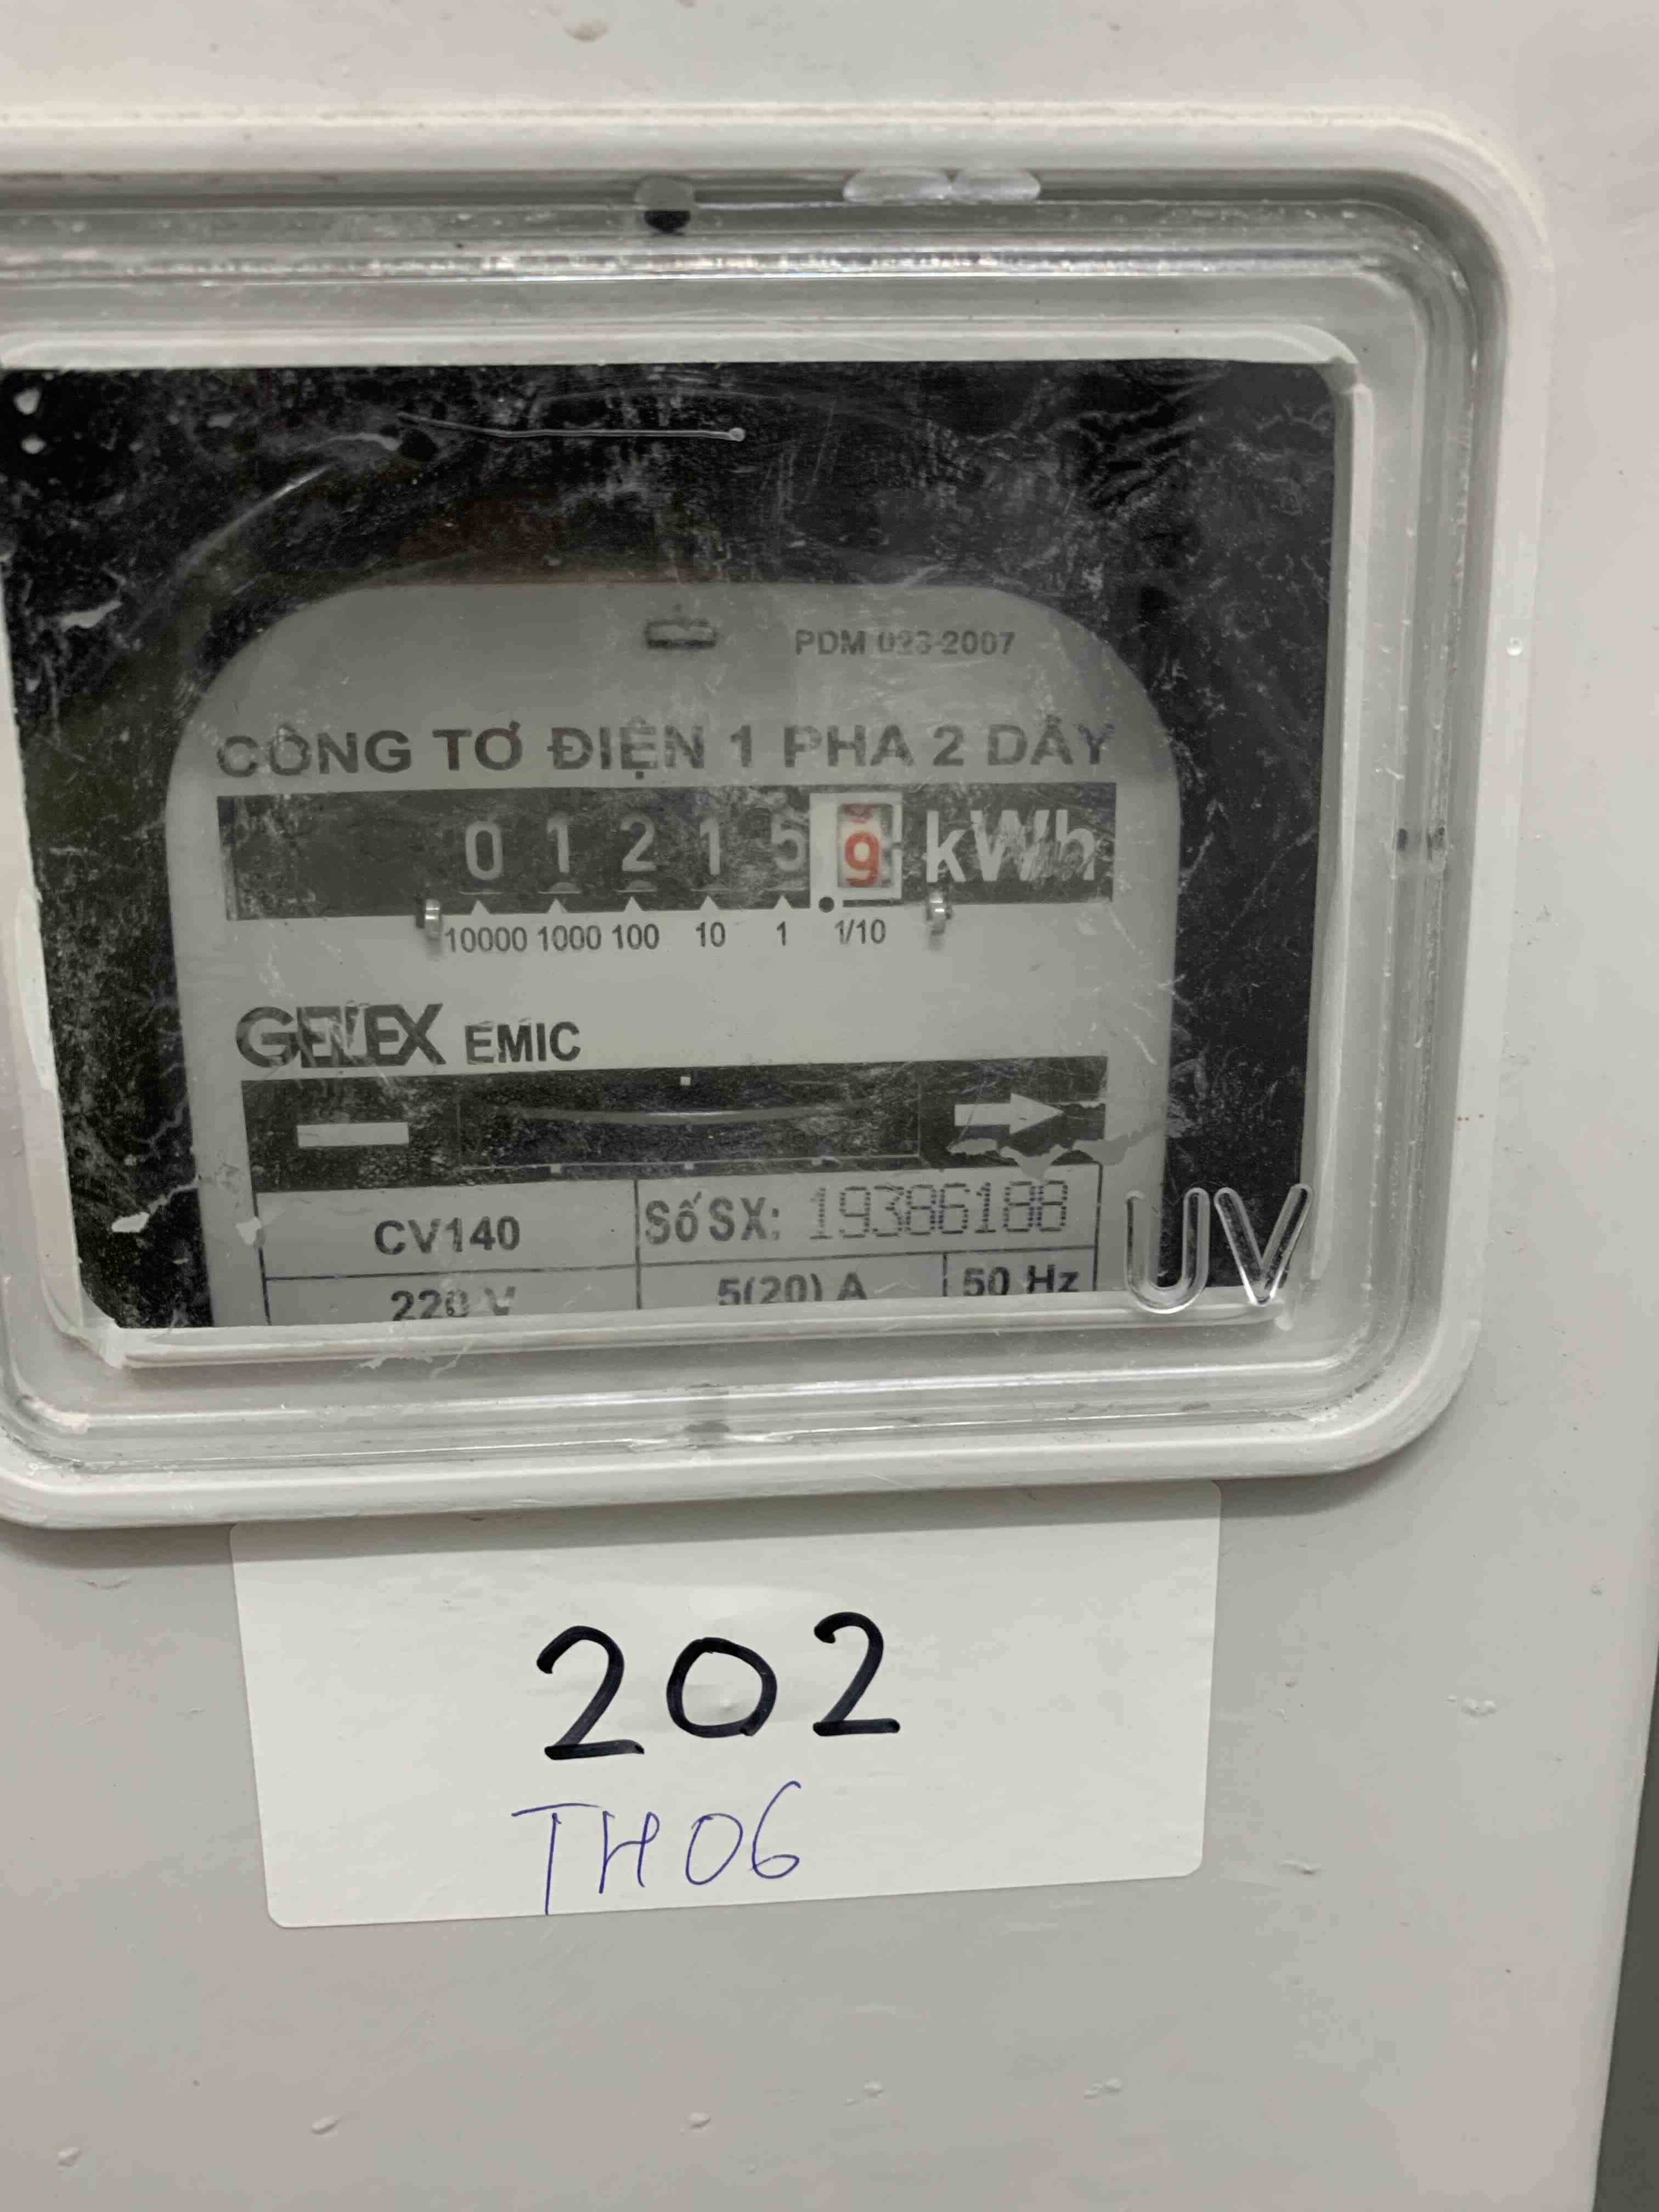 PDM 023-2007
CÔNG TƠ ĐIỆN 1 PHA 2 DÂY
0 1 2 1 5 9 kWh
10000 1000 100 10 1 1/10
GELEX EMIC
CV140 Số SX: 19386188
220 V 5(20) A 50 Hz
UV
202
TH06